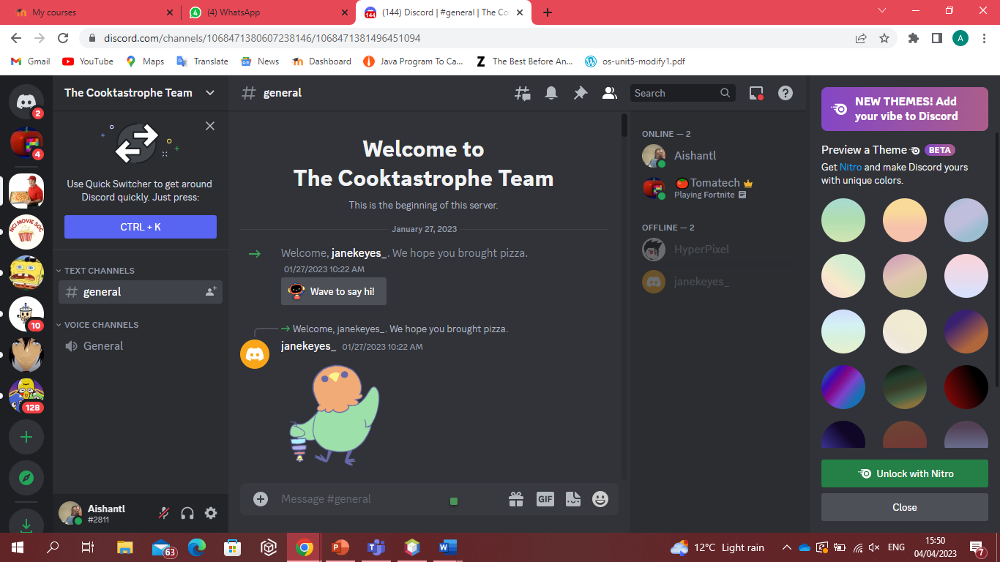 My courses
4
(4) WhatsApp
144
(144) Discord | #general | The Co
discord.com/channels/1068471380607238146/1068471381496451094
A
Gmail
YouTube
Maps
Translate
News
Dashboard
Java Program To Ca...
The Best Before An...
os-unit5-modify1.pdf
2
4
NCI MOVIE SOC
10
128
The Cooktastrophe Team
Use Quick Switcher to get around
Discord quickly. Just press:
CTRL + K
TEXT CHANNELS
general
VOICE CHANNELS
General
Aishantl
#2811
general
Search
Welcome to
The Cooktastrophe Team
This is the beginning of this server.
January 27, 2023
Welcome, janekeyes_. We hope you brought pizza.
01/27/2023 10:22 AM
Wave to say hi!
Welcome, janekeyes_. We hope you brought pizza.
janekeyes_ 01/27/2023 10:22 AM
Message #general
GIF
ONLINE — 2
Aishantl
Tomatech
Playing Fortnite
OFFLINE — 2
HyperPixel
janekeyes_
NEW THEMES! Add
your vibe to Discord
Preview a Theme BETA
Get Nitro and make Discord yours
with unique colors.
Unlock with Nitro
Close
63
12°C Light rain
ENG
15:50
04/04/2023
7